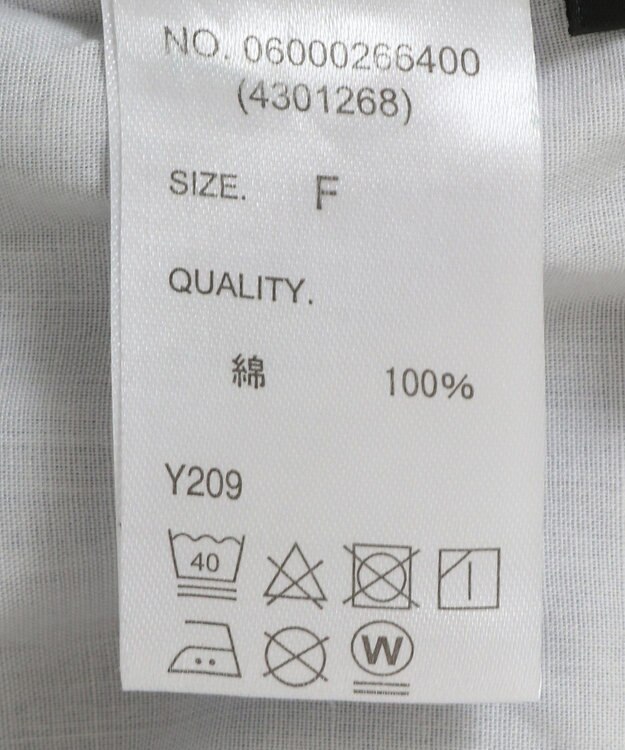 NO. 06000266400
(4301268)
SIZE. F
QUALITY.
綿 100%
Y209
40
W